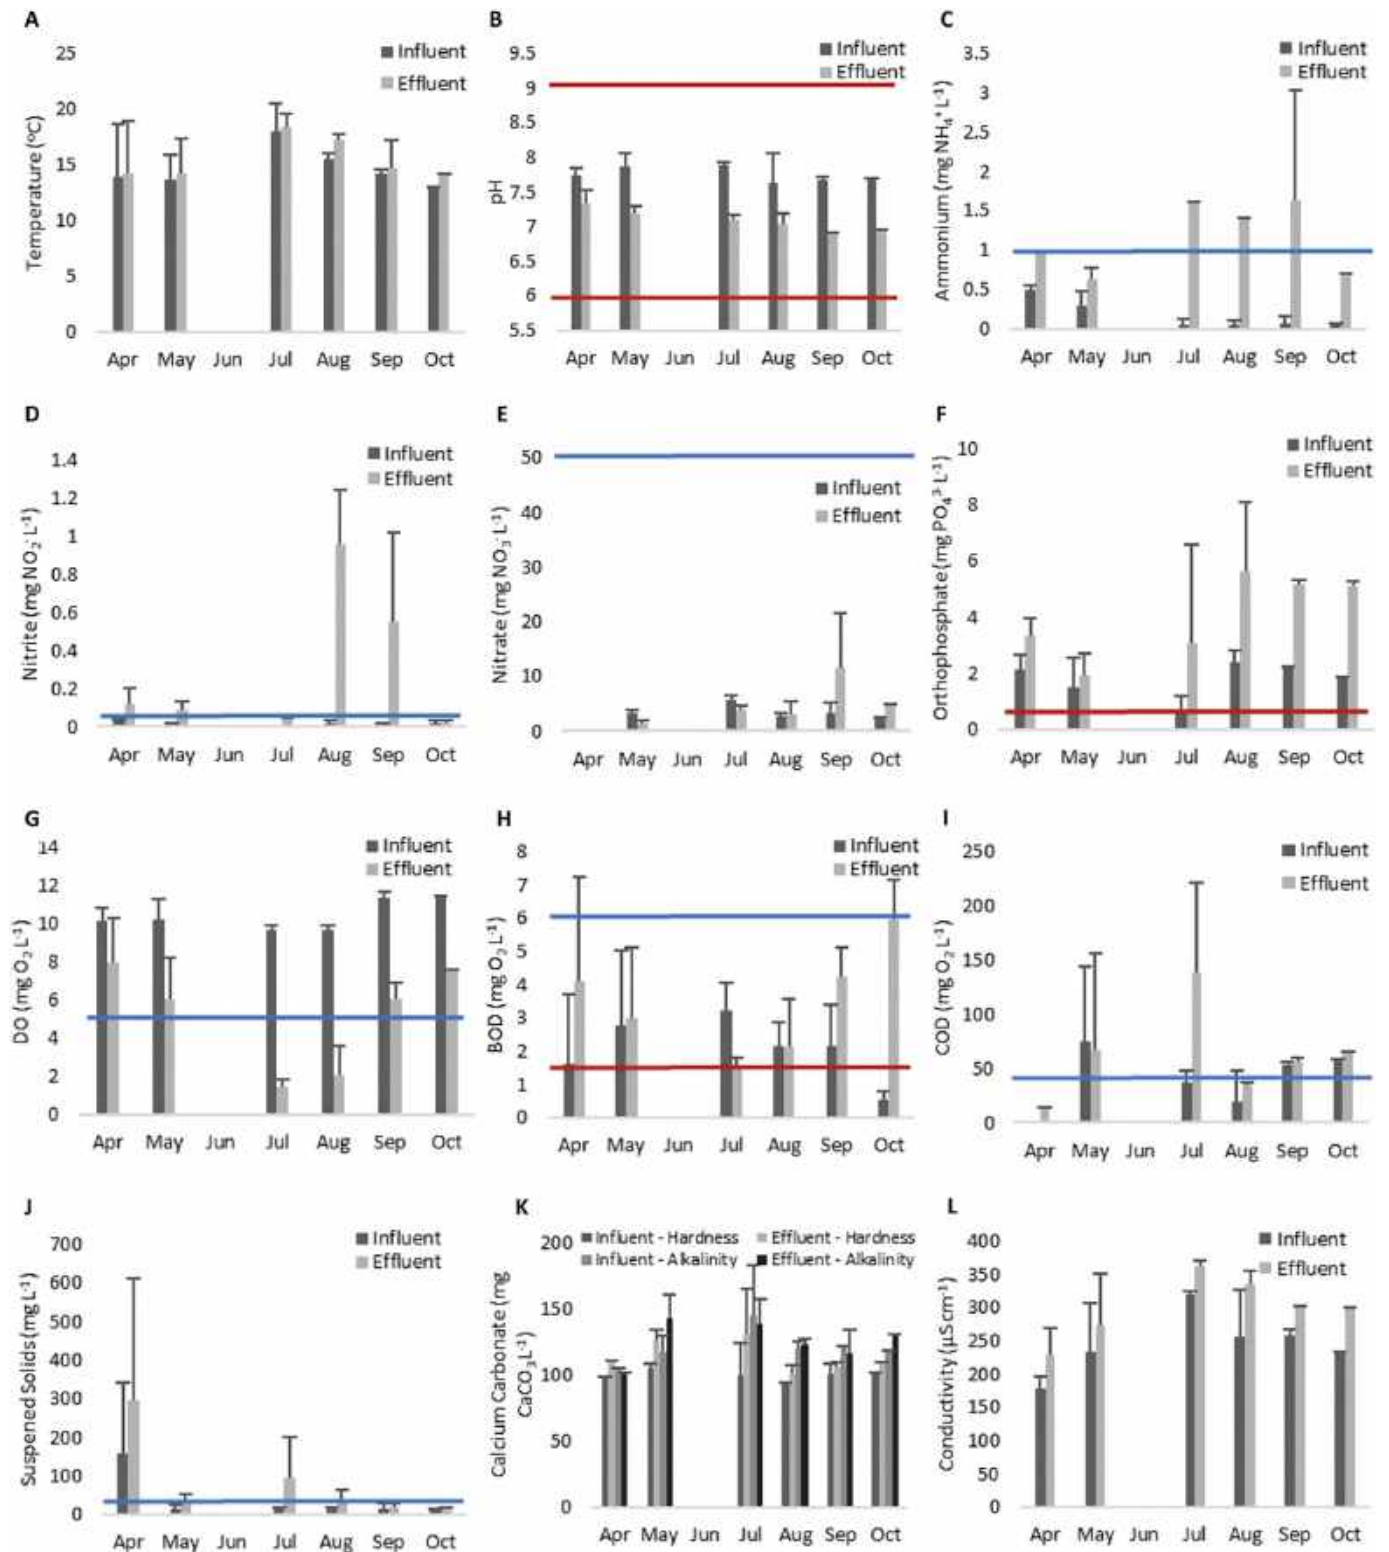 A
25
20
15
10
5
0
Temperature (ºC)
Influent
Effluent
Apr May Jun Jul Aug Sep Oct
B
9.5
9
8.5
8
7.5
7
6.5
6
5.5
pH
Influent
Effluent
Apr May Jun Jul Aug Sep Oct
C
3.5
3
2.5
2
1.5
1
0.5
0
Ammonium (mg NH₄⁺ L⁻¹)
Influent
Effluent
Apr May Jun Jul Aug Sep Oct
D
1.4
1.2
1
0.8
0.6
0.4
0.2
0
Nitrite (mg NO₂⁻ L⁻¹)
Influent
Effluent
Apr May Jun Jul Aug Sep Oct
E
50
40
30
20
10
0
Nitrate (mg NO₃⁻ L⁻¹)
Influent
Effluent
Apr May Jun Jul Aug Sep Oct
F
10
8
6
4
2
0
Orthophosphate (mg PO₄³⁻ L⁻¹)
Influent
Effluent
Apr May Jun Jul Aug Sep Oct
G
14
12
10
8
6
4
2
0
DO (mg O₂ L⁻¹)
Influent
Effluent
Apr May Jun Jul Aug Sep Oct
H
8
7
6
5
4
3
2
1
0
BOD (mg O₂ L⁻¹)
Influent
Effluent
Apr May Jun Jul Aug Sep Oct
I
250
200
150
100
50
0
COD (mg O₂ L⁻¹)
Influent
Effluent
Apr May Jun Jul Aug Sep Oct
J
700
600
500
400
300
200
100
0
Suspened Solids (mg L⁻¹)
Influent
Effluent
Apr May Jun Jul Aug Sep Oct
K
200
150
100
50
0
Calcium Carbonate (mg
CaCO₃ L⁻¹)
Influent - Hardness Effluent - Hardness
Influent - Alkalinity Effluent - Alkalinity
Apr May Jun Jul Aug Sep Oct
L
400
350
300
250
200
150
100
50
0
Conductivity (µScm⁻¹)
Influent
Effluent
Apr May Jun Jul Aug Sep Oct